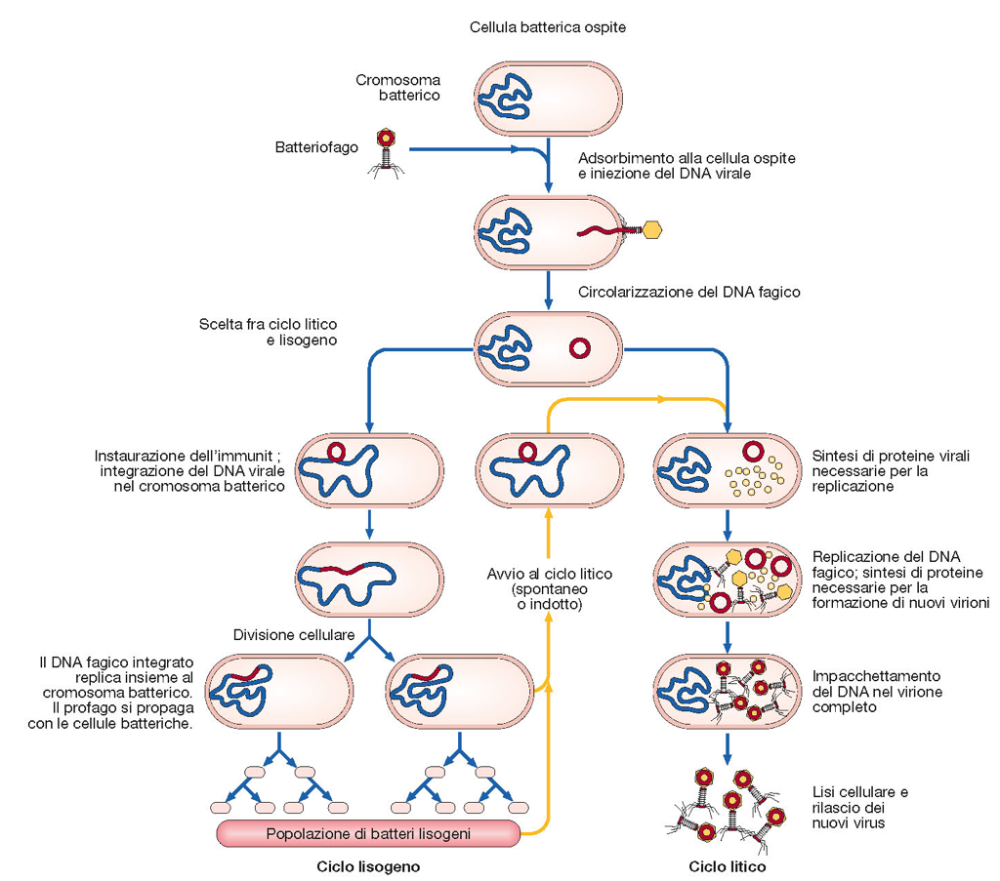 Cellula batterica ospite
Cromosoma
batterico
Batteriofago
Adsorbimento alla cellula ospite
e iniezione del DNA virale
Circolarizzazione del DNA fagico
Scelta fra ciclo litico
e lisogeno
Instaurazione dell'immunit ;
integrazione del DNA virale
nel cromosoma batterico
Sintesi di proteine virali
necessarie per la
replicazione
Avvio al ciclo litico
(spontaneo
o indotto)
Replicazione del DNA
fagico; sintesi di proteine
necessarie per la
formazione di nuovi virioni
Divisione cellulare
Il DNA fagico integrato
replica insieme al
cromosoma batterico.
Il profago si propaga
con le cellule batteriche.
Impacchettamento
del DNA nel virione
completo
Lisi cellulare e
rilascio dei
nuovi virus
Popolazione di batteri lisogeni
Ciclo lisogeno
Ciclo litico